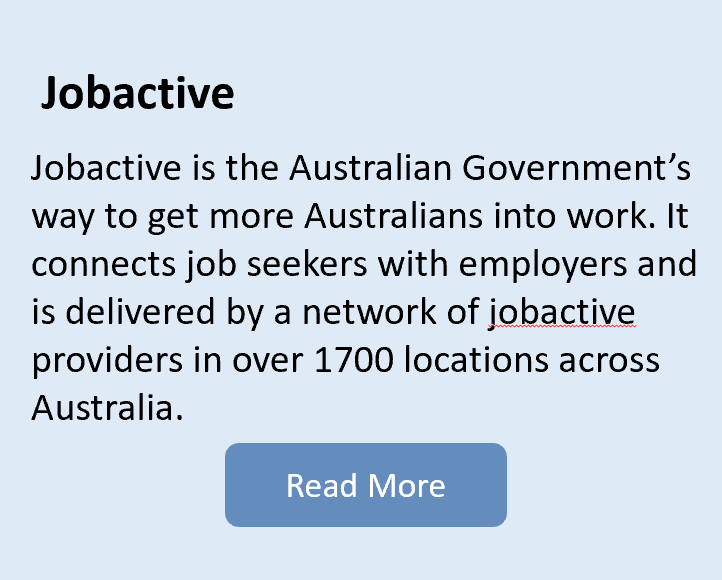 Jobactive
Jobactive is the Australian Government’s
way to get more Australians into work. It
connects job seekers with employers and
is delivered by a network of jobactive
providers in over 1700 locations across
Australia.
Read More